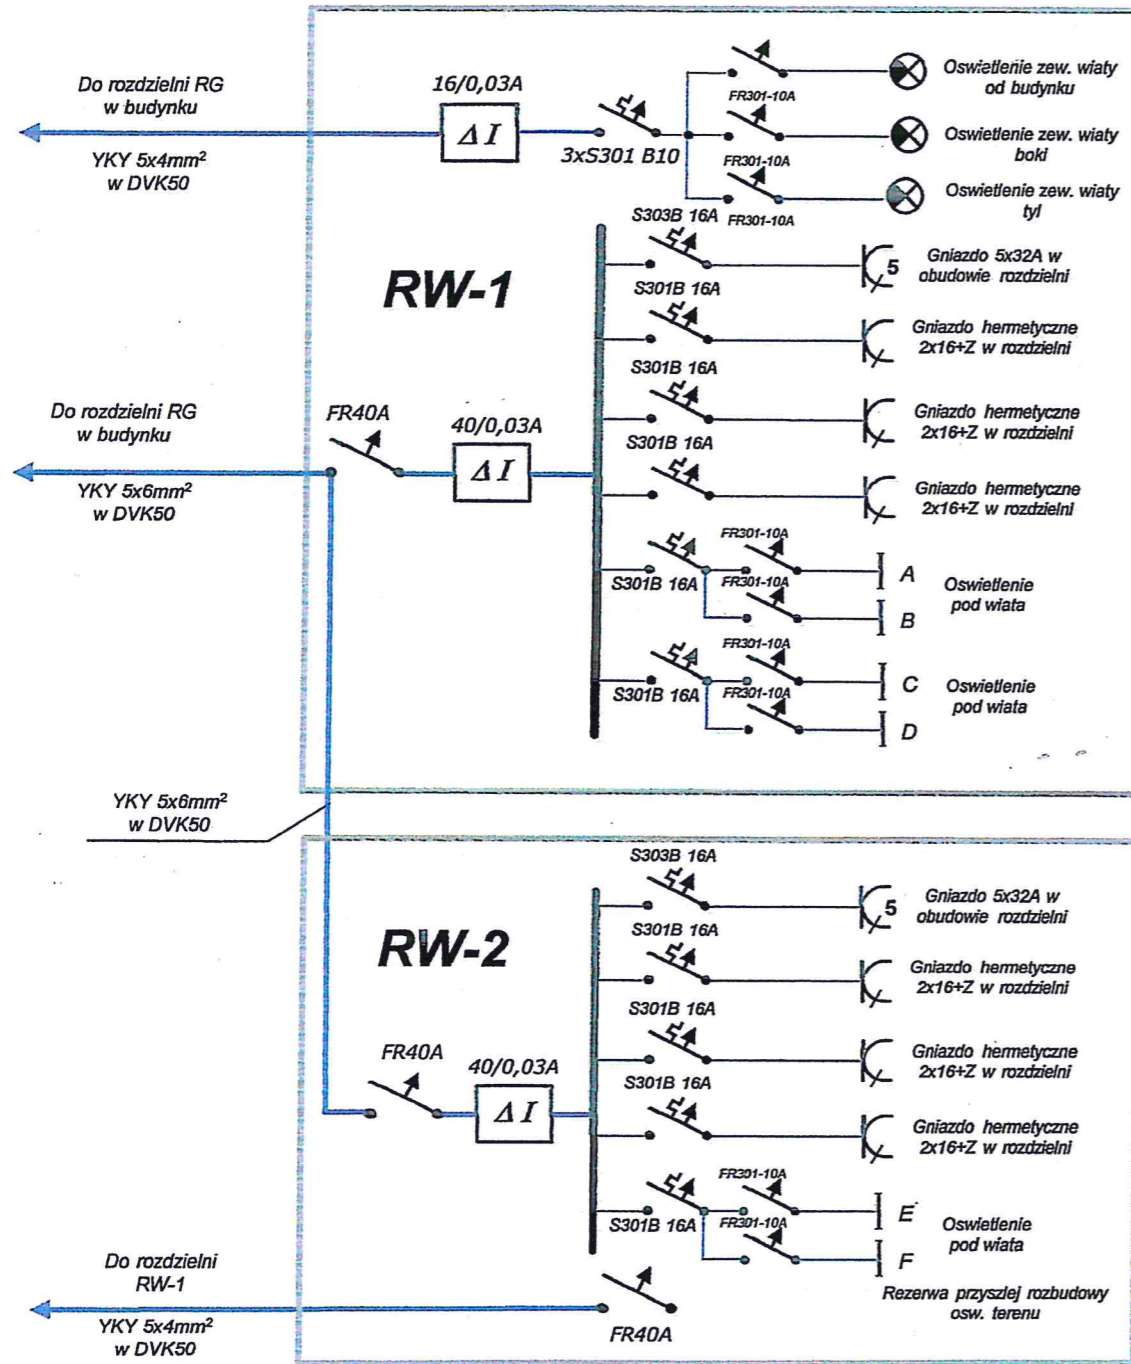 Do rozdzielni RG
w budynku
YKY 5x4mm²
w DVK50
16/0,03A
ΔI
3xS301 B10
FR301-10A
FR301-10A
FR301-10A
Oswietlenie zew. wiaty
od budynku
Oswietlenie zew. wiaty
boki
Oswietlenie zew. wiaty
tyl
RW-1
S303B 16A
5
Gniazdo 5x32A w
obudowie rozdzielni
S301B 16A
Gniazdo hermetyczne
2x16+Z w rozdzielni
S301B 16A
Gniazdo hermetyczne
2x16+Z w rozdzielni
S301B 16A
Gniazdo hermetyczne
2x16+Z w rozdzielni
Do rozdzielni RG
w budynku
YKY 5x6mm²
w DVK50
FR40A
40/0,03A
ΔI
S301B 16A
FR301-10A
FR301-10A
A
B
Oswietlenie
pod wiata
S301B 16A
FR301-10A
FR301-10A
C
D
Oswietlenie
pod wiata
YKY 5x6mm²
w DVK50
RW-2
S303B 16A
5
Gniazdo 5x32A w
obudowie rozdzielni
S301B 16A
Gniazdo hermetyczne
2x16+Z w rozdzielni
S301B 16A
Gniazdo hermetyczne
2x16+Z w rozdzielni
S301B 16A
Gniazdo hermetyczne
2x16+Z w rozdzielni
FR40A
40/0,03A
ΔI
S301B 16A
FR301-10A
FR301-10A
E
F
Oswietlenie
pod wiata
Do rozdzielni
RW-1
YKY 5x4mm²
w DVK50
FR40A
Rezerwa przyszlej rozbudowy
osw. terenu